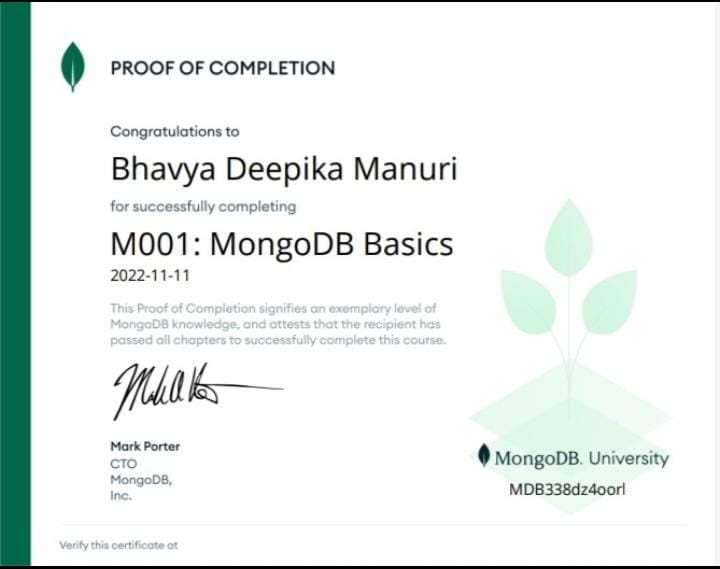 PROOF OF COMPLETION
Congratulations to
Bhavya Deepika Manuri
for successfully completing
M001: MongoDB Basics
2022-11-11
This Proof of Completion signifies an exemplary level of
MongoDB knowledge, and attests that the recipient has
passed all chapters to successfully complete this course.
Mark Porter
CTO
MongoDB,
Inc.
MongoDB. University
MDB338dz4oorl
Verify this certificate at